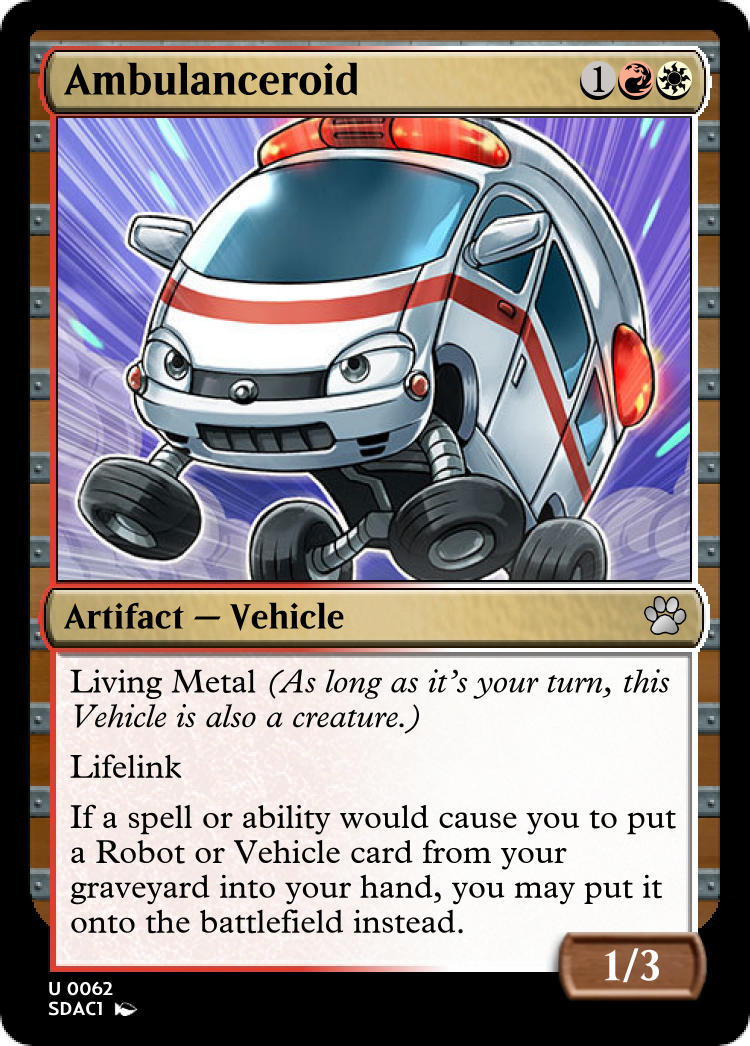 Ambulanceroid 1
Artifact — Vehicle
Living Metal (As long as it's your turn, this
Vehicle is also a creature.)
Lifelink
If a spell or ability would cause you to put
a Robot or Vehicle card from your
graveyard into your hand, you may put it
onto the battlefield instead.
1/3
U 0062
SDAC1